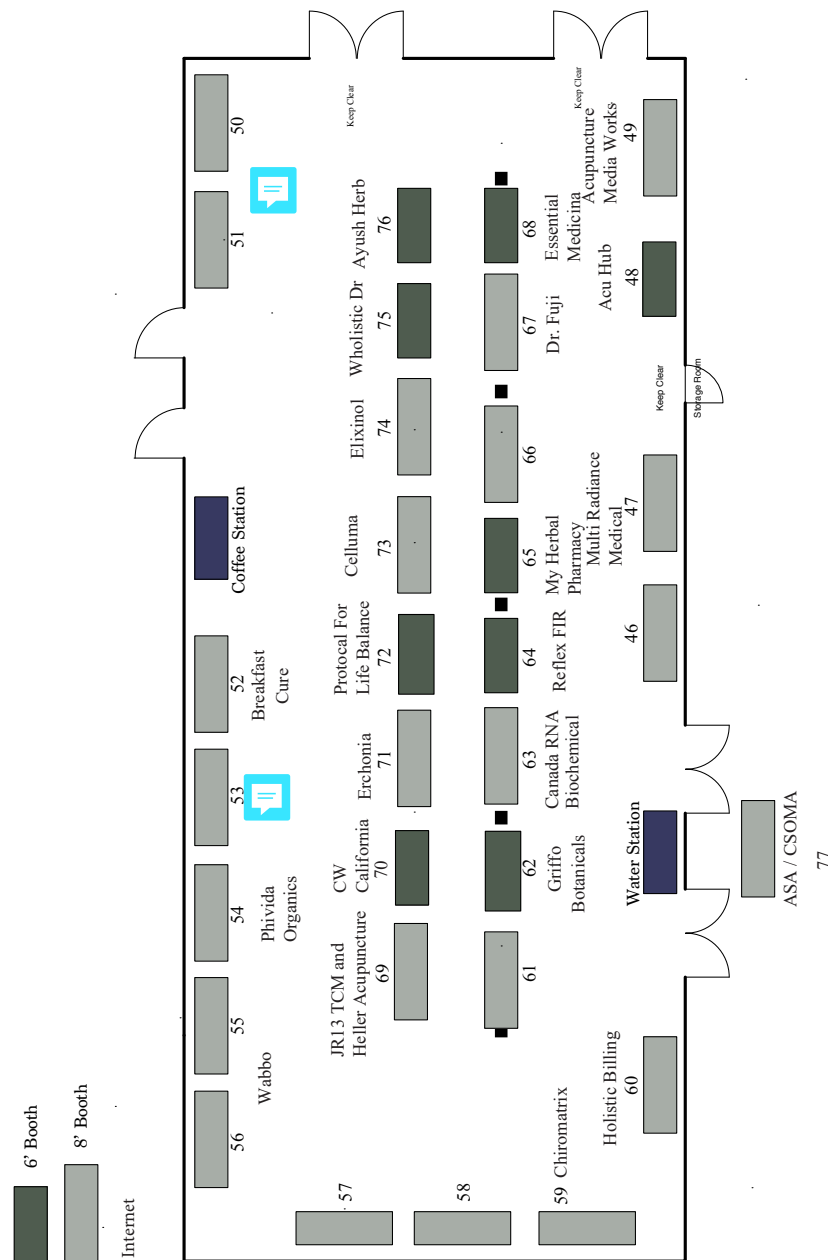 6' Booth
8' Booth
Internet
50
51
Coffee Station
52
Breakfast
Cure
53
54
Phivida
Organics
55
Wabbo
56
57
58
59 Chiromatrix
Keep Clear
Ayush Herb
76
Wholistic Dr
75
Elixinol
74
Celluma
73
Protocal For
Life Balance
72
Erchonia
71
CW
California
70
JR13 TCM and
Heller Acupuncture
69
68
Essential
Medicina
67
Dr. Fuji
66
65
My Herbal
Pharmacy
64
Reflex FIR
63
Canada RNA
Biochemical
62
Griffo
Botanicals
61
Keep Clear
Acupuncture
Media Works
49
Acu Hub
48
Keep Clear
Storage Room
Multi Radiance
Medical
47
46
Water Station
Holistic Billing
60
ASA / CSOMA
77